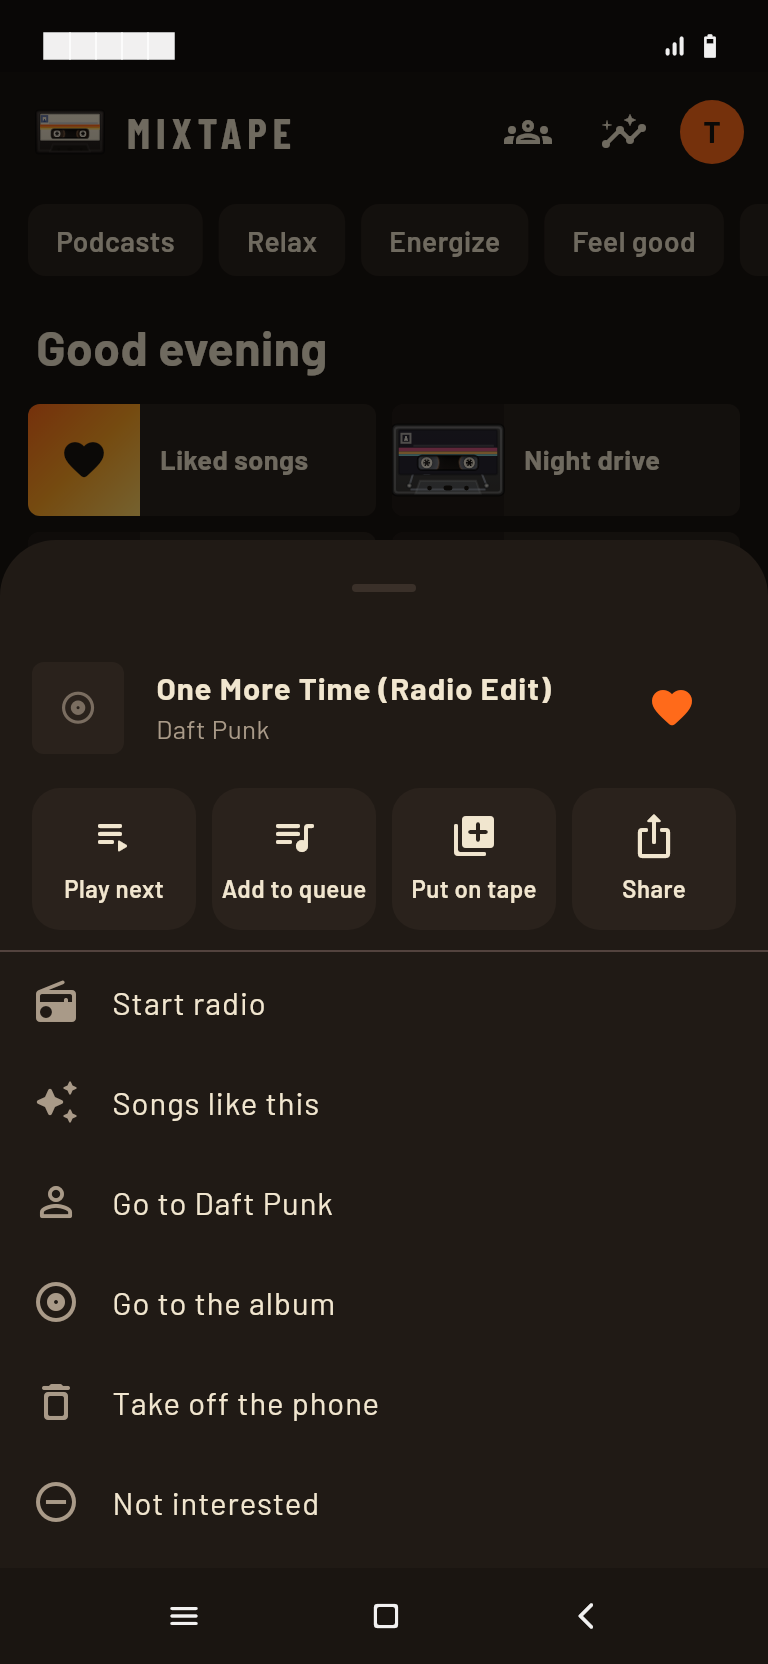 MIXTAPE
T
Podcasts
Relax
Energize
Feel good
Good evening
Liked songs
Night drive
One More Time (Radio Edit)
Daft Punk
Play next
Add to queue
Put on tape
Share
Start radio
Songs like this
Go to Daft Punk
Go to the album
Take off the phone
Not interested